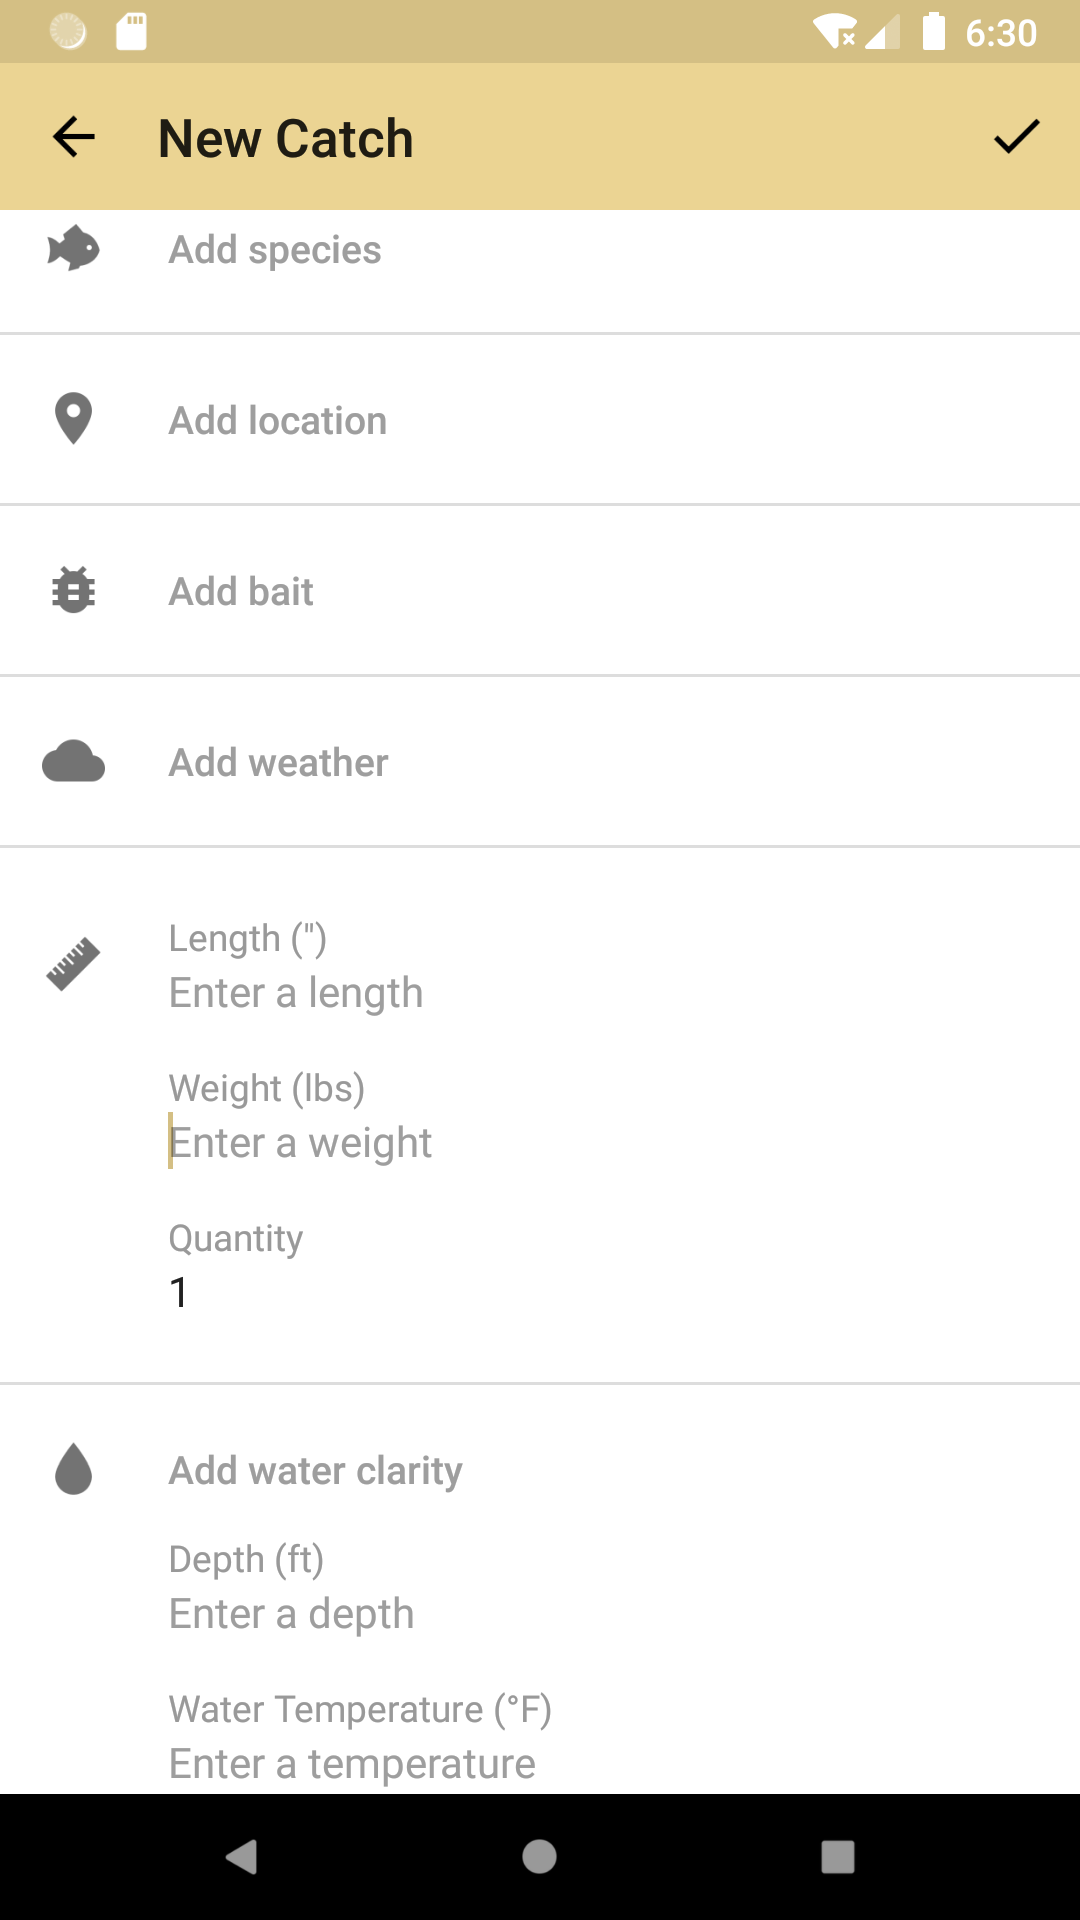 6:30
New Catch
Add species
Add location
Add bait
Add weather
Length (")
Enter a length
Weight (lbs)
Enter a weight
Quantity
1
Add water clarity
Depth (ft)
Enter a depth
Water Temperature (°F)
Enter a temperature